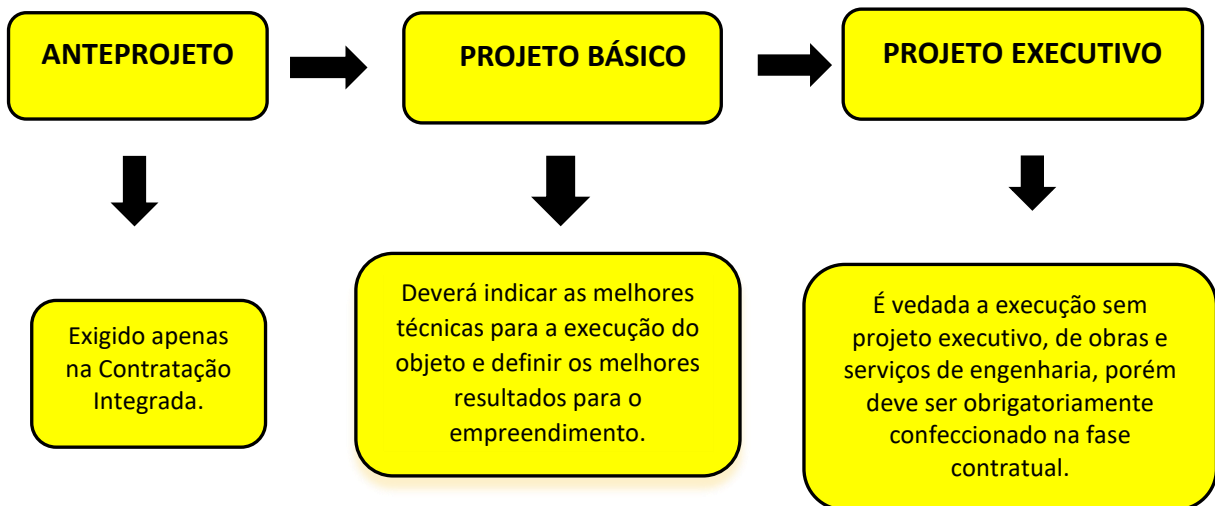 ANTEPROJETO
PROJETO BÁSICO
PROJETO EXECUTIVO
Exigido apenas
na Contratação
Integrada.
Deverá indicar as melhores
técnicas para a execução do
objeto e definir os melhores
resultados para o
empreendimento.
É vedada a execução sem
projeto executivo, de obras e
serviços de engenharia, porém
deve ser obrigatoriamente
confeccionado na fase
contratual.